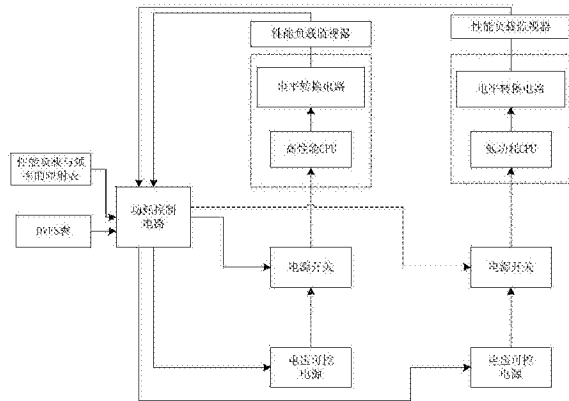 性能负载监视器
性能负载监视器
电平转换电路
电平转换电路
高性能CPU
低功耗CPU
性能负载与频
率的映射表
功耗控制
电路
DVFS表
电源开关
电源开关
电压可控
电源
电压可控
电源